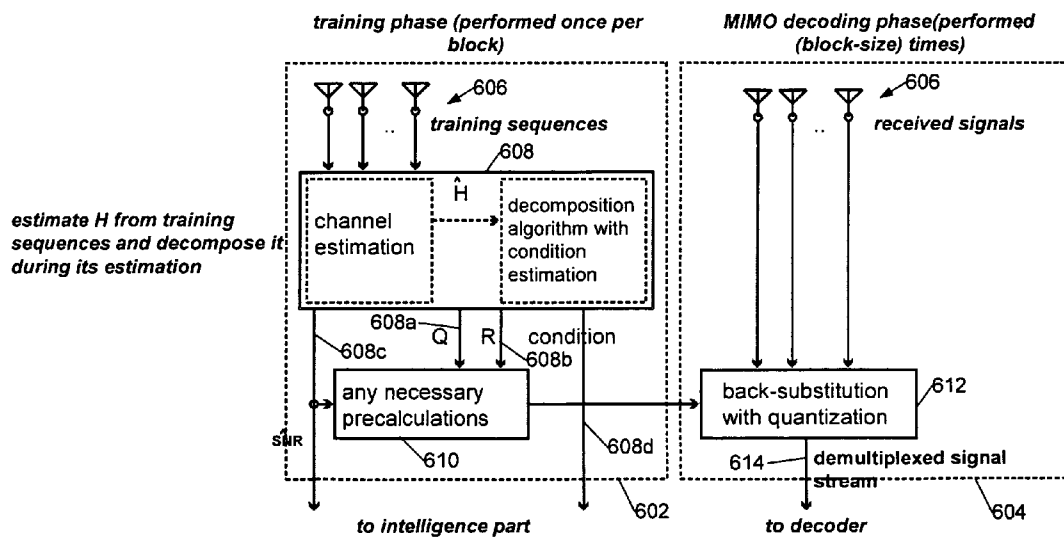 training phase (performed once per
block)
MIMO decoding phase(performed
(block-size) times)
606
606
..
training sequences
..
received signals
608
Ĥ
channel
estimation
decomposition
algorithm with
condition
estimation
estimate H from training
sequences and decompose it
during its estimation
608a
Q
R
condition
608c
608b
any necessary
precalculations
back-substitution
with quantization
612
SNR
610
608d
614
demultiplexed signal
stream
602
604
to intelligence part
to decoder